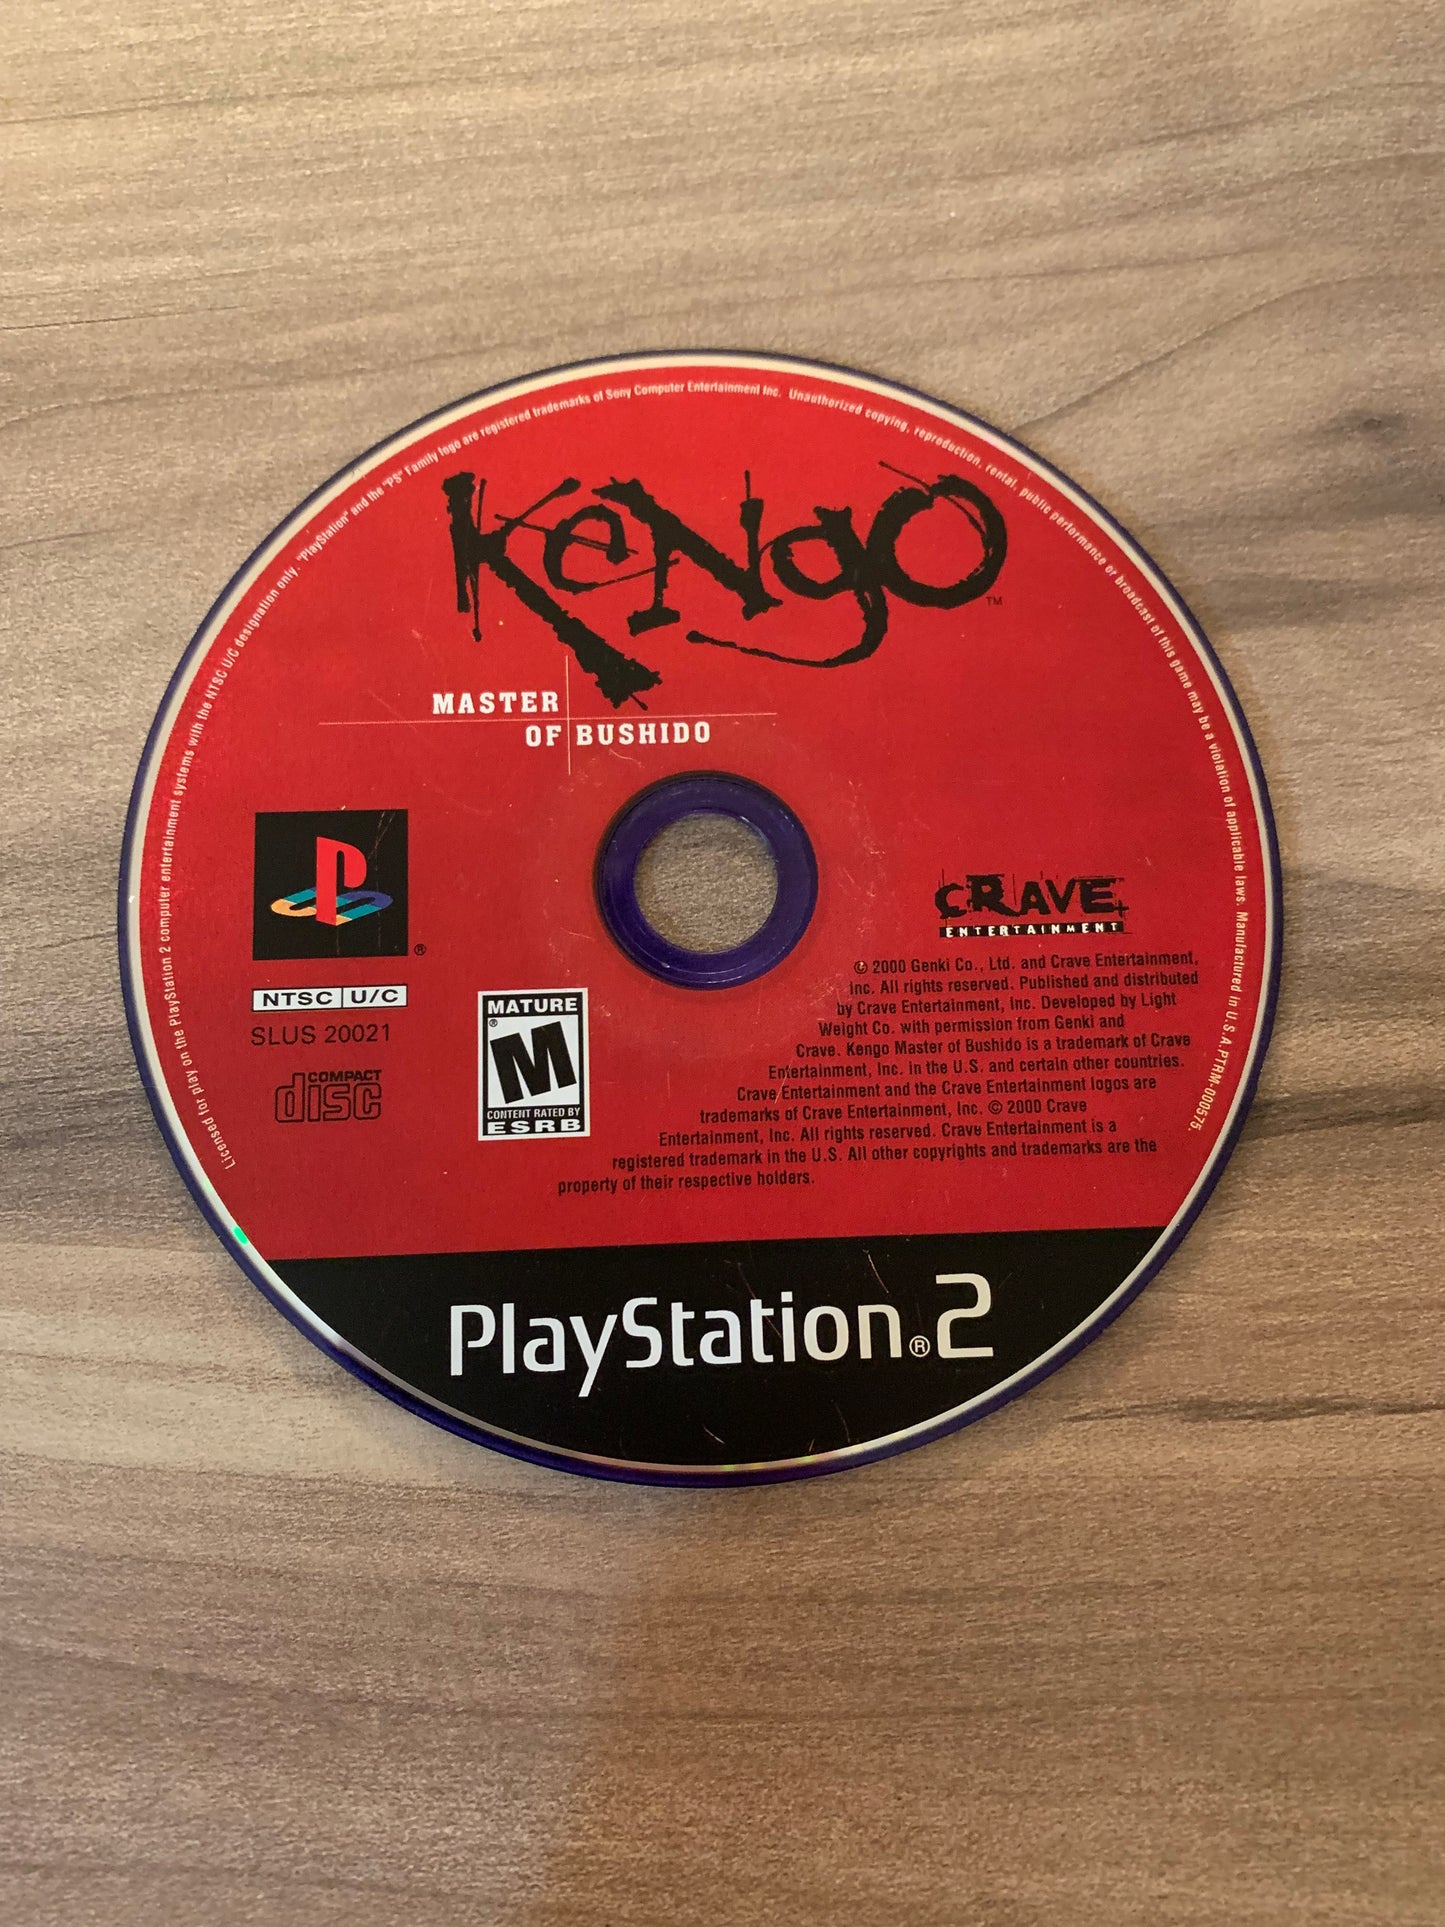 Licensed for play on the PlayStation 2 computer entertainment systems with the NTSC U/C designation only. "PlayStation" and the "PS" Family logo are registered trademarks of Sony Computer Entertainment Inc. Unauthorized copying, reproduction, rental, public performance or broadcast of this game may be a violation of applicable laws. Manufactured in U.S.A. PTRM-000575.
Kengo™
MASTER
OF BUSHIDO
®
NTSC U/C
SLUS 20021
COMPACT
disc
MATURE
®
M
CONTENT RATED BY
ESRB
CRAVE
ENTERTAINMENT
© 2000 Genki Co., Ltd. and Crave Entertainment,
Inc. All rights reserved. Published and distributed
by Crave Entertainment, Inc. Developed by Light
Weight Co. with permission from Genki and
Crave. Kengo Master of Bushido is a trademark of Crave
Entertainment, Inc. in the U.S. and certain other countries.
Crave Entertainment and the Crave Entertainment logos are
trademarks of Crave Entertainment, Inc. © 2000 Crave
Entertainment, Inc. All rights reserved. Crave Entertainment is a
registered trademark in the U.S. All other copyrights and trademarks are the
property of their respective holders.
PlayStation®2